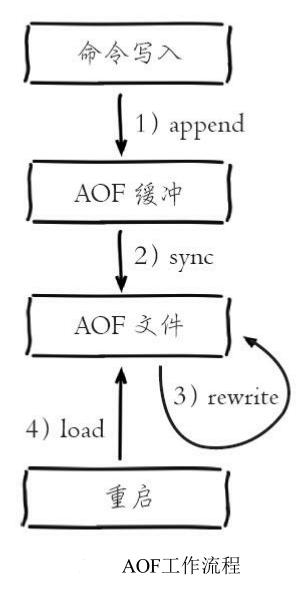 命令写入
1) append
AOF 缓冲
2) sync
AOF 文件
3) rewrite
4) load
重启
AOF工作流程